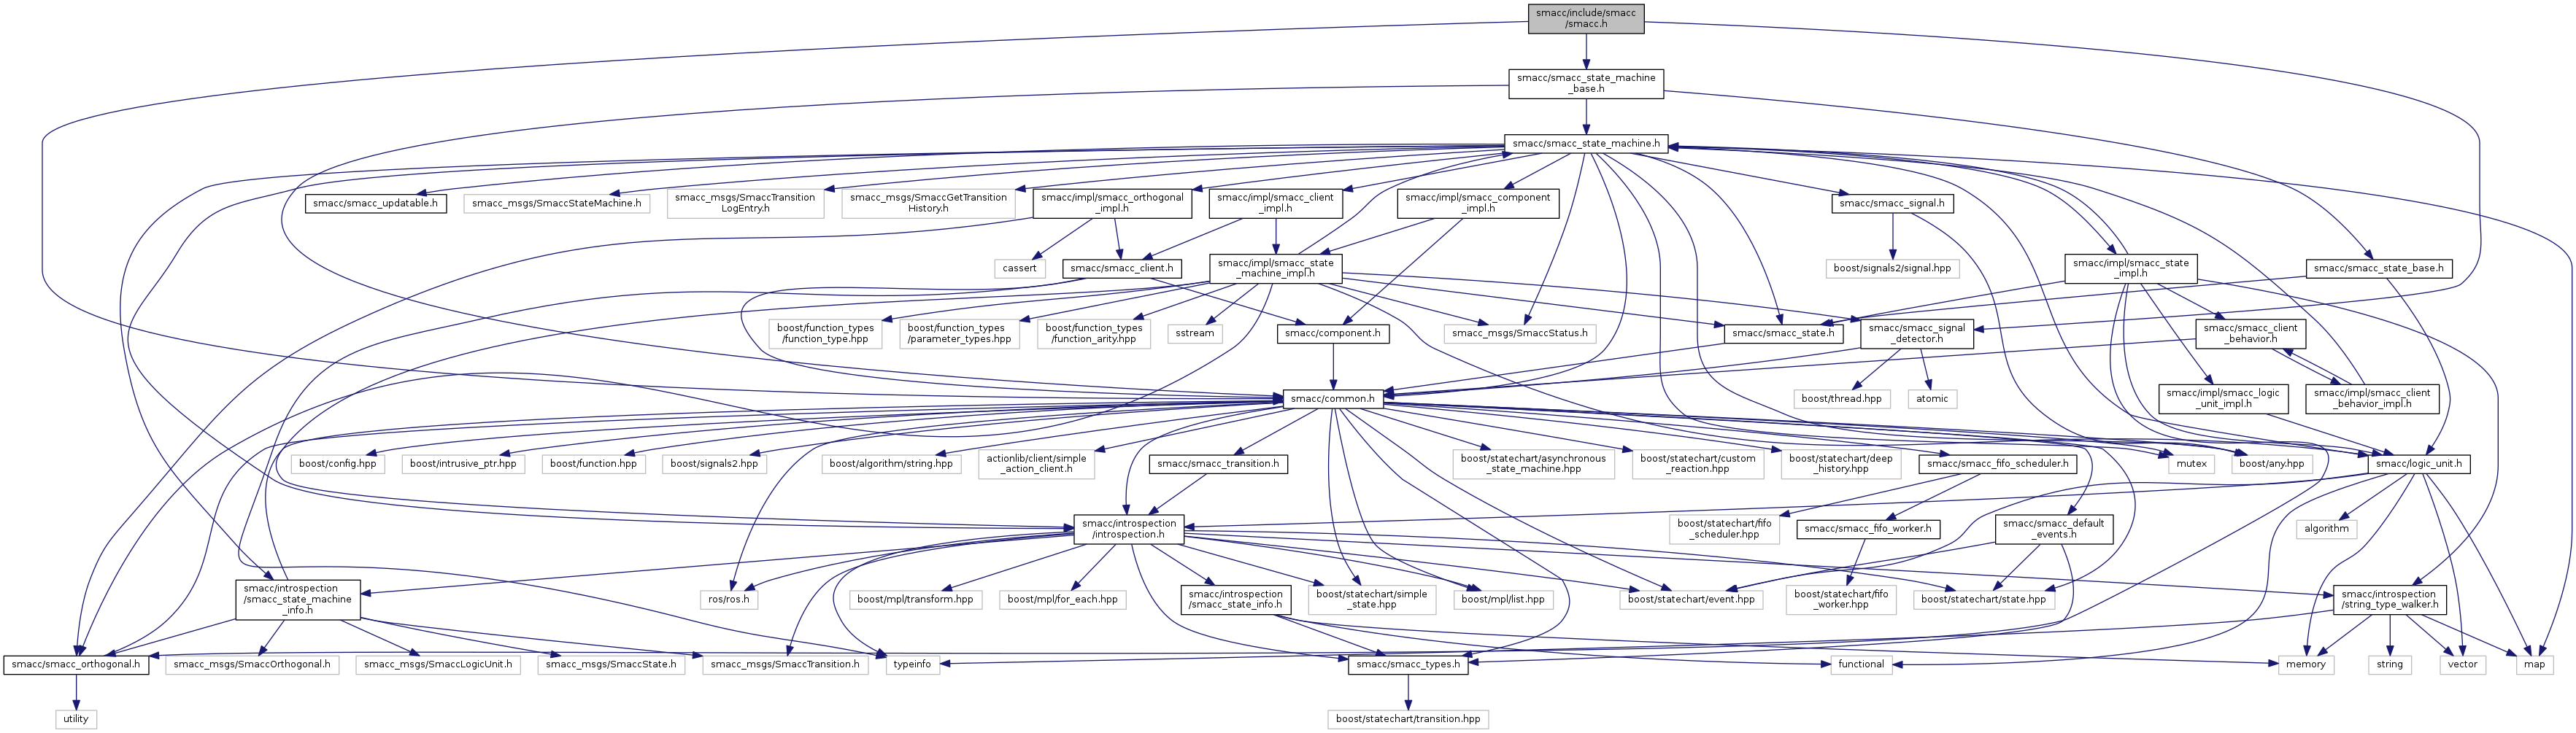 smacc/include/smacc
/smacc.h
smacc/smacc_state_machine
_base.h
smacc/smacc_state_machine.h
smacc/smacc_updatable.h
smacc_msgs/SmaccStateMachine.h
smacc_msgs/SmaccTransition
LogEntry.h
smacc_msgs/SmaccGetTransition
History.h
smacc/impl/smacc_orthogonal
_impl.h
smacc/impl/smacc_client
_impl.h
smacc/impl/smacc_component
_impl.h
smacc/smacc_signal.h
cassert
smacc/smacc_client.h
smacc/impl/smacc_state
_machine_impl.h
boost/signals2/signal.hpp
smacc/impl/smacc_state
_impl.h
smacc/smacc_state_base.h
boost/function_types
/function_type.hpp
boost/function_types
/parameter_types.hpp
boost/function_types
/function_arity.hpp
sstream
smacc/component.h
smacc_msgs/SmaccStatus.h
smacc/smacc_state.h
smacc/smacc_signal
_detector.h
smacc/smacc_client
_behavior.h
smacc/common.h
boost/thread.hpp
atomic
smacc/impl/smacc_logic
_unit_impl.h
smacc/impl/smacc_client
_behavior_impl.h
boost/config.hpp
boost/intrusive_ptr.hpp
boost/function.hpp
boost/signals2.hpp
boost/algorithm/string.hpp
actionlib/client/simple
_action_client.h
smacc/smacc_transition.h
boost/statechart/asynchronous
_state_machine.hpp
boost/statechart/custom
_reaction.hpp
boost/statechart/deep
_history.hpp
smacc/smacc_fifo_scheduler.h
mutex
boost/any.hpp
smacc/logic_unit.h
smacc/introspection
/introspection.h
boost/statechart/fifo
_scheduler.hpp
smacc/smacc_fifo_worker.h
smacc/smacc_default
_events.h
algorithm
smacc/introspection
/smacc_state_machine
_info.h
ros/ros.h
boost/mpl/transform.hpp
boost/mpl/for_each.hpp
smacc/introspection
/smacc_state_info.h
boost/statechart/simple
_state.hpp
boost/mpl/list.hpp
boost/statechart/event.hpp
boost/statechart/fifo
_worker.hpp
boost/statechart/state.hpp
smacc/introspection
/string_type_walker.h
smacc/smacc_orthogonal.h
smacc_msgs/SmaccOrthogonal.h
smacc_msgs/SmaccLogicUnit.h
smacc_msgs/SmaccState.h
smacc_msgs/SmaccTransition.h
typeinfo
smacc/smacc_types.h
functional
memory
string
vector
map
utility
boost/statechart/transition.hpp